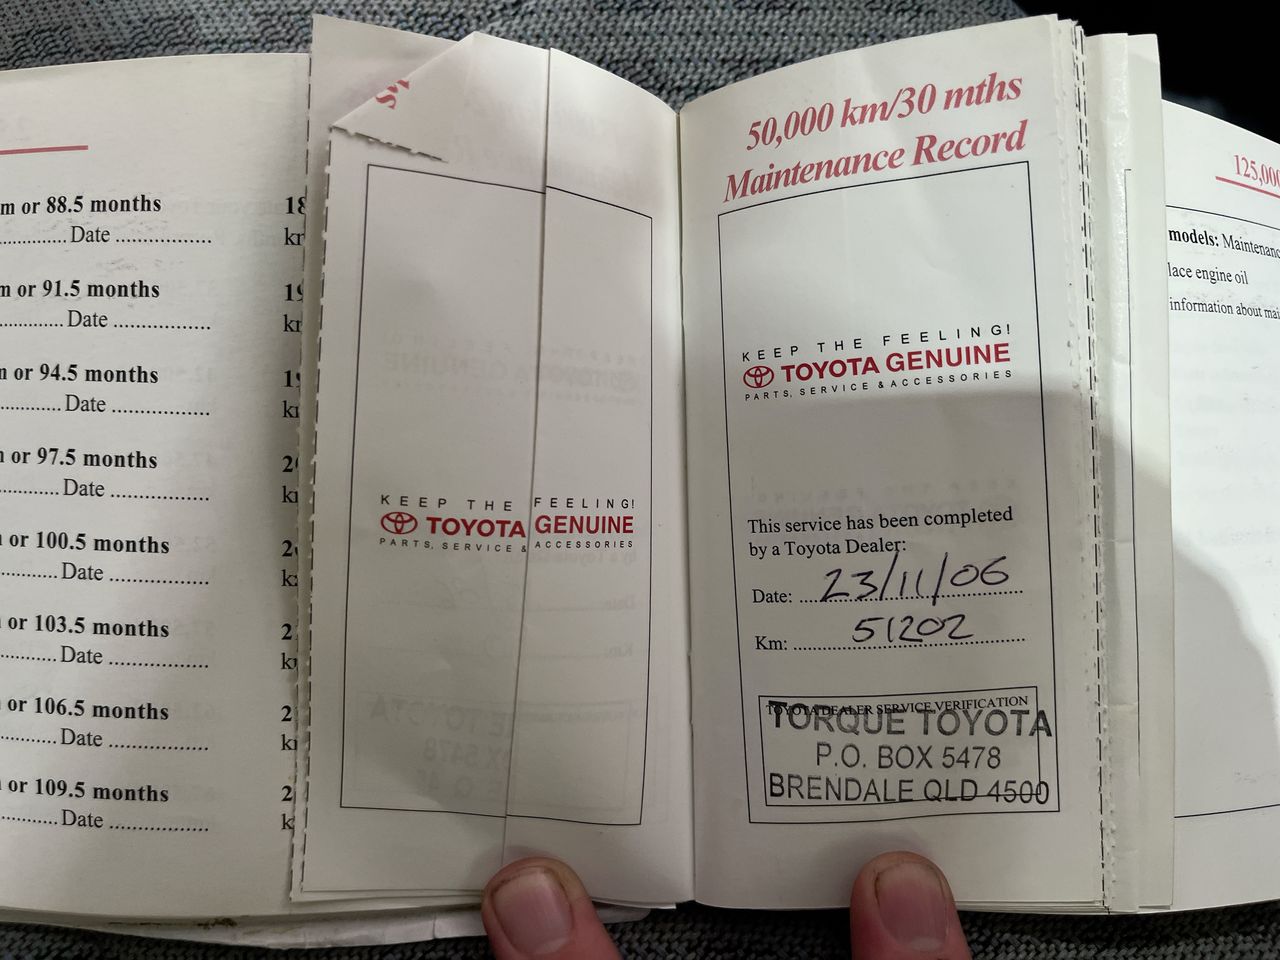 m or 88.5 months
Date
m or 91.5 months
Date
m or 94.5 months
Date
or 97.5 months
Date
or 100.5 months
Date
or 103.5 months
Date
or 106.5 months
Date
or 109.5 months
Date
KEEP THE FEELING!
TOYOTA GENUINE
PARTS, SERVICE & ACCESSORIES
50,000 km/30 mths
Maintenance Record
KEEP THE FEELING!
TOYOTA GENUINE
PARTS, SERVICE & ACCESSORIES
This service has been completed
by a Toyota Dealer:
Date: 23/11/06
Km: 51202
TOYOTA DEALER SERVICE VERIFICATION
TORQUE TOYOTA
P.O. BOX 5478
BRENDALE QLD 4500
125,000
models: Maintenanc
lace engine oil
information about mai